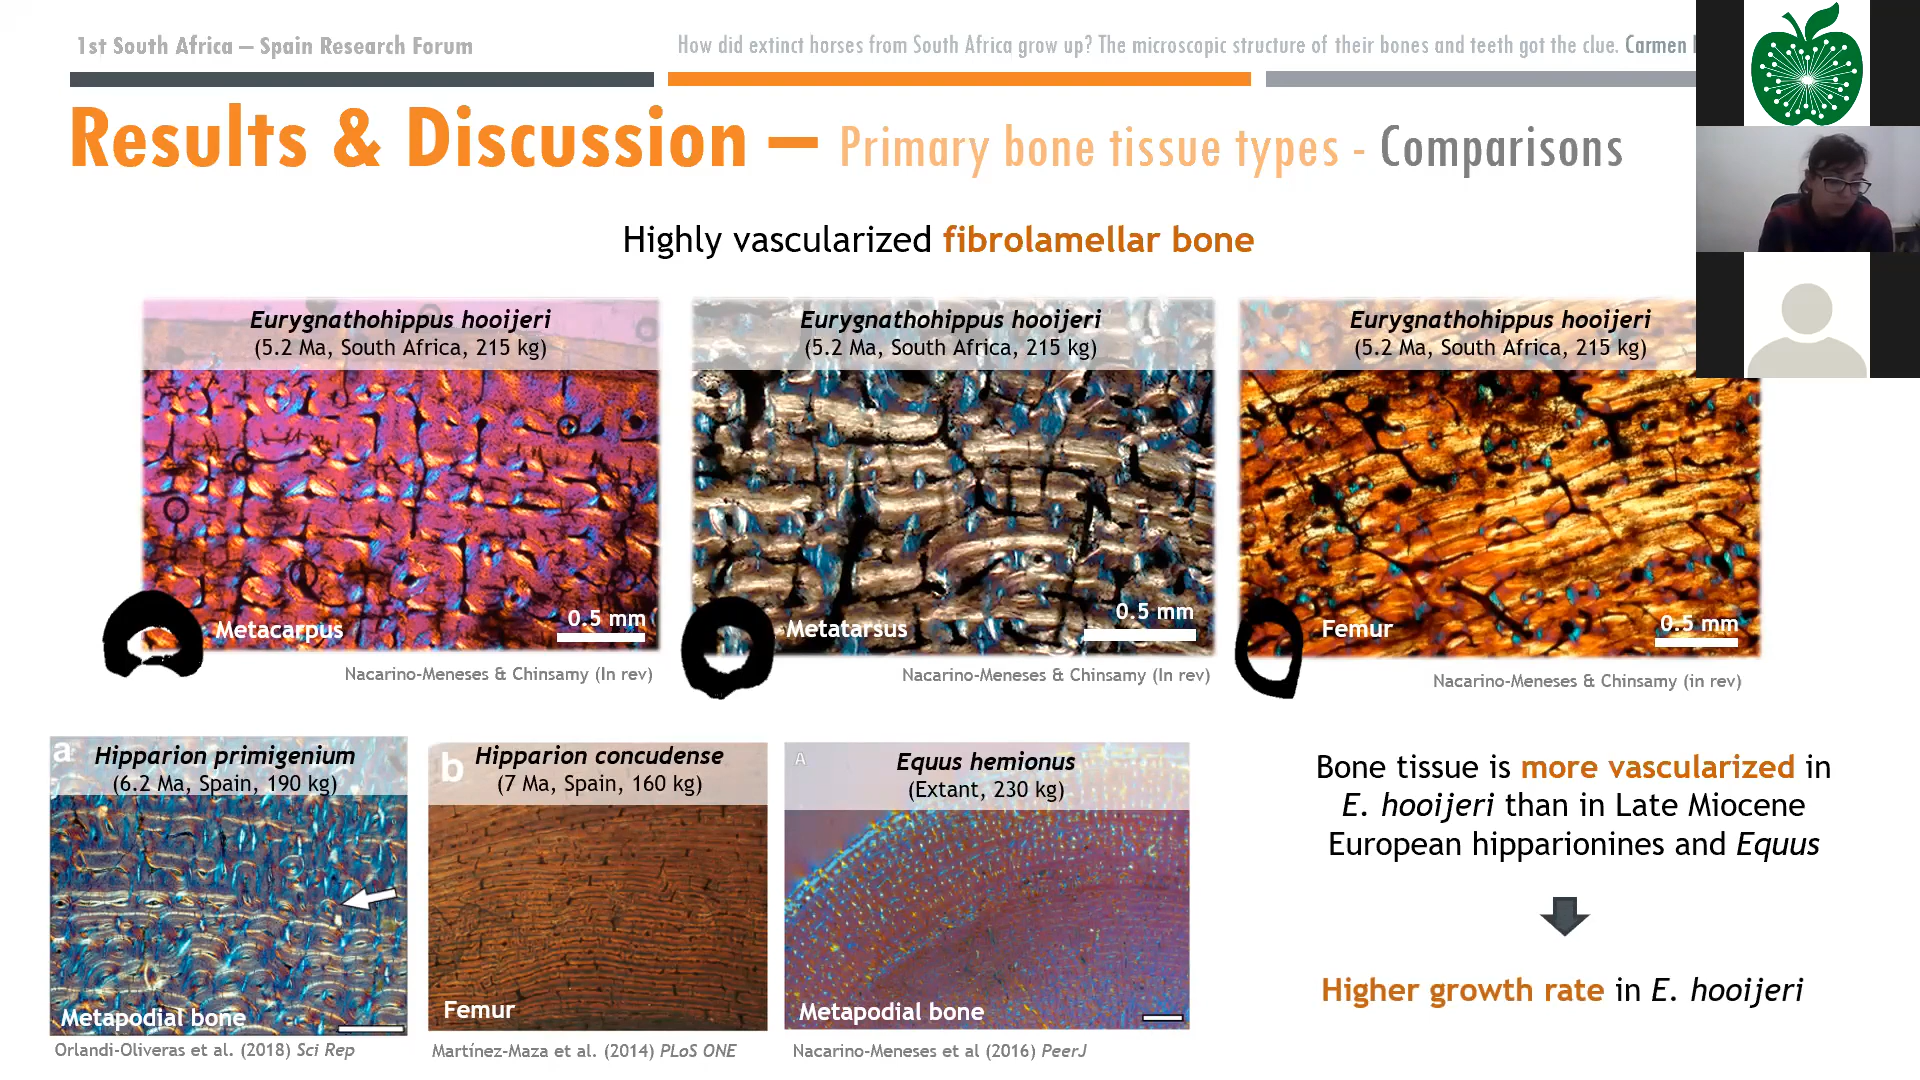 1st South Africa – Spain Research Forum
How did extinct horses from South Africa grow up? The microscopic structure of their bones and teeth got the clue. Carmen
Results & Discussion – Primary bone tissue types - Comparisons
Highly vascularized fibrolamellar bone
Eurygnathohippus hooijeri
(5.2 Ma, South Africa, 215 kg)
Metacarpus
0.5 mm
Nacarino-Meneses & Chinsamy (In rev)
Eurygnathohippus hooijeri
(5.2 Ma, South Africa, 215 kg)
Metatarsus
0.5 mm
Nacarino-Meneses & Chinsamy (In rev)
Eurygnathohippus hooijeri
(5.2 Ma, South Africa, 215 kg)
Femur
0.5 mm
Nacarino-Meneses & Chinsamy (in rev)
a
Hipparion primigenium
(6.2 Ma, Spain, 190 kg)
Metapodial bone
Orlandi-Oliveras et al. (2018) Sci Rep
b
Hipparion concudense
(7 Ma, Spain, 160 kg)
Femur
Martínez-Maza et al. (2014) PLoS ONE
A
Equus hemionus
(Extant, 230 kg)
Metapodial bone
Nacarino-Meneses et al (2016) PeerJ
Bone tissue is more vascularized in
E. hooijeri than in Late Miocene
European hipparionines and Equus
Higher growth rate in E. hooijeri